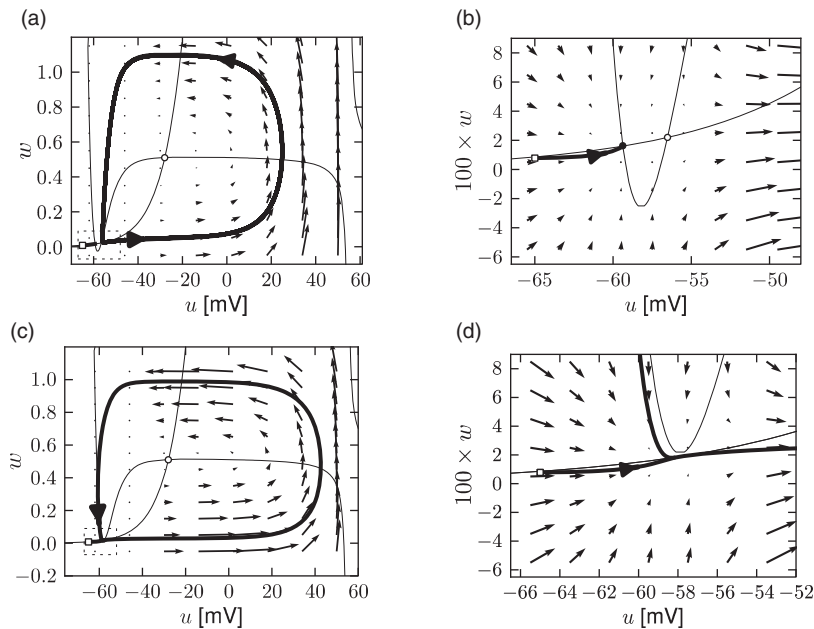 (a)
1.0
0.8
0.6
0.4
0.2
0.0
w
−60 −40 −20 0 20 40 60
u [mV]
(b)
8
6
4
2
0
−2
−4
−6
100 × w
−65 −60 −55 −50
u [mV]
(c)
1.0
0.8
0.6
0.4
0.2
0.0
−0.2
w
−60 −40 −20 0 20 40 60
u [mV]
(d)
8
6
4
2
0
−2
−4
−6
100 × w
−66 −64 −62 −60 −58 −56 −54 −52
u [mV]